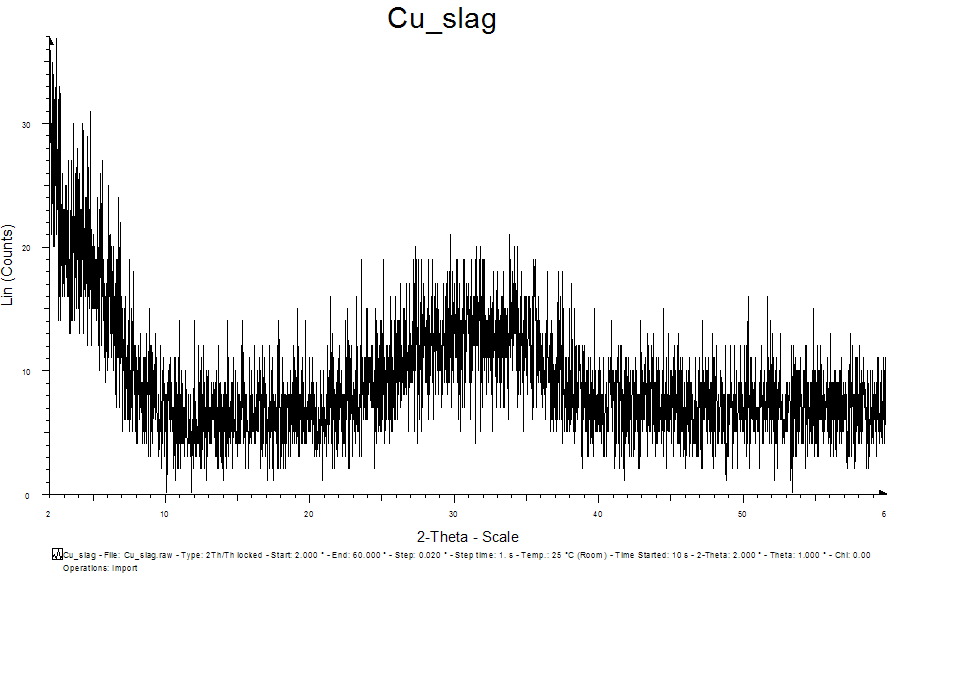 Cu_slag
Lin (Counts)
30
20
10
0
2
10
20
30
40
50
6
2-Theta - Scale
Cu_slag - File: Cu_slag.raw - Type: 2Th/Th locked - Start: 2.000 ° - End: 60.000 ° - Step: 0.020 ° - Step time: 1. s - Temp.: 25 °C (Room) - Time Started: 10 s - 2-Theta: 2.000 ° - Theta: 1.000 ° - Chi: 0.00
Operations: Import